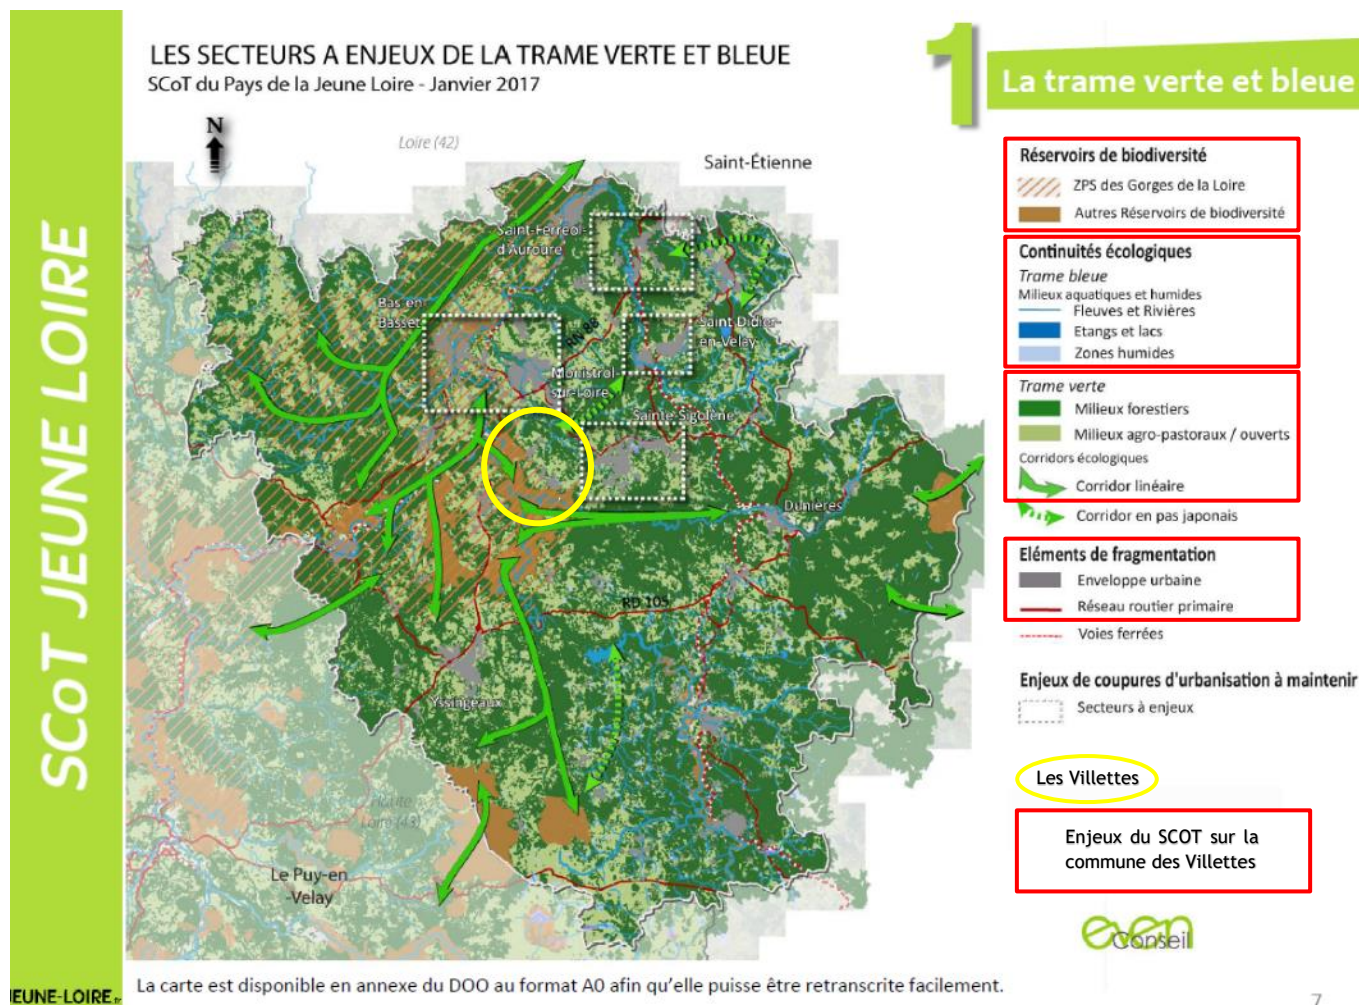 SCoT JEUNE LOIRE
JEUNE-LOIRE.fr
LES SECTEURS A ENJEUX DE LA TRAME VERTE ET BLEUE
SCoT du Pays de la Jeune Loire - Janvier 2017
N
Loire (42)
Saint-Étienne
Saint-Ferréol-
d'Auroure
Bas-en-
Basset
RN 88
Saint Didier-
en-Velay
Monistrol-
sur-Loire
Sainte-Sigolène
Dunières
RD 105
Yssingeaux
Haute
Loire (43)
Le Puy-en
-Velay
La carte est disponible en annexe du DOO au format A0 afin qu'elle puisse être retranscrite facilement.
1
La trame verte et bleue
Réservoirs de biodiversité
ZPS des Gorges de la Loire
Autres Réservoirs de biodiversité
Continuités écologiques
Trame bleue
Milieux aquatiques et humides
Fleuves et Rivières
Etangs et lacs
Zones humides
Trame verte
Milieux forestiers
Milieux agro-pastoraux / ouverts
Corridors écologiques
Corridor linéaire
Corridor en pas japonais
Eléments de fragmentation
Enveloppe urbaine
Réseau routier primaire
Voies ferrées
Enjeux de coupures d'urbanisation à maintenir
Secteurs à enjeux
Les Villettes
Enjeux du SCOT sur la
commune des Villettes
even
Conseil
7